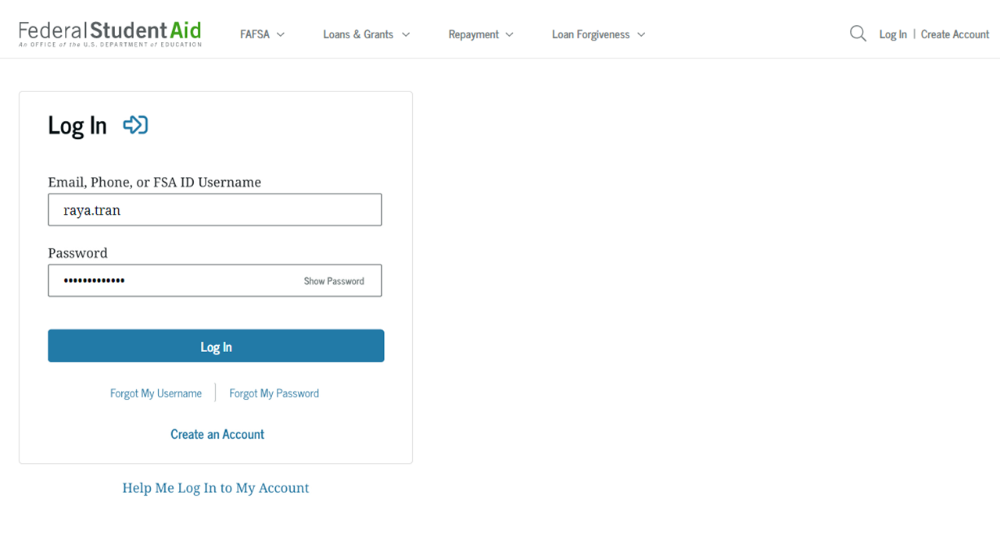 Federal Student Aid
An OFFICE of the U.S. DEPARTMENT of EDUCATION
FAFSA
Loans & Grants
Repayment
Loan Forgiveness
Log In | Create Account
Log In
Email, Phone, or FSA ID Username
raya.tran
Password
•••••••••••••
Show Password
Log In
Forgot My Username
Forgot My Password
Create an Account
Help Me Log In to My Account